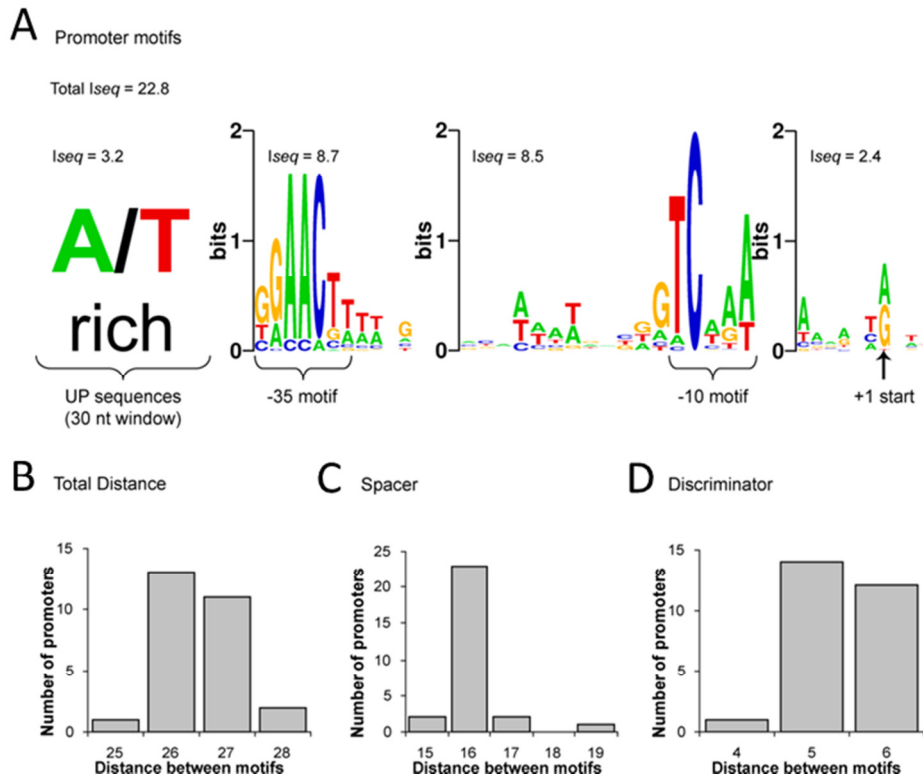 A Promoter motifs
Total Iseq = 22.8
Iseq = 3.2
Iseq = 8.7
Iseq = 8.5
Iseq = 2.4
A/T
rich
UP sequences
(30 nt window)
2
1
0
bits
-35 motif
2
1
0
bits
-10 motif
2
1
0
bits
+1 start
B Total Distance
Number of promoters
15
10
5
0
25 26 27 28
Distance between motifs
C Spacer
Number of promoters
25
20
15
10
5
0
15 16 17 18 19
Distance between motifs
D Discriminator
Number of promoters
15
10
5
0
4 5 6
Distance between motifs